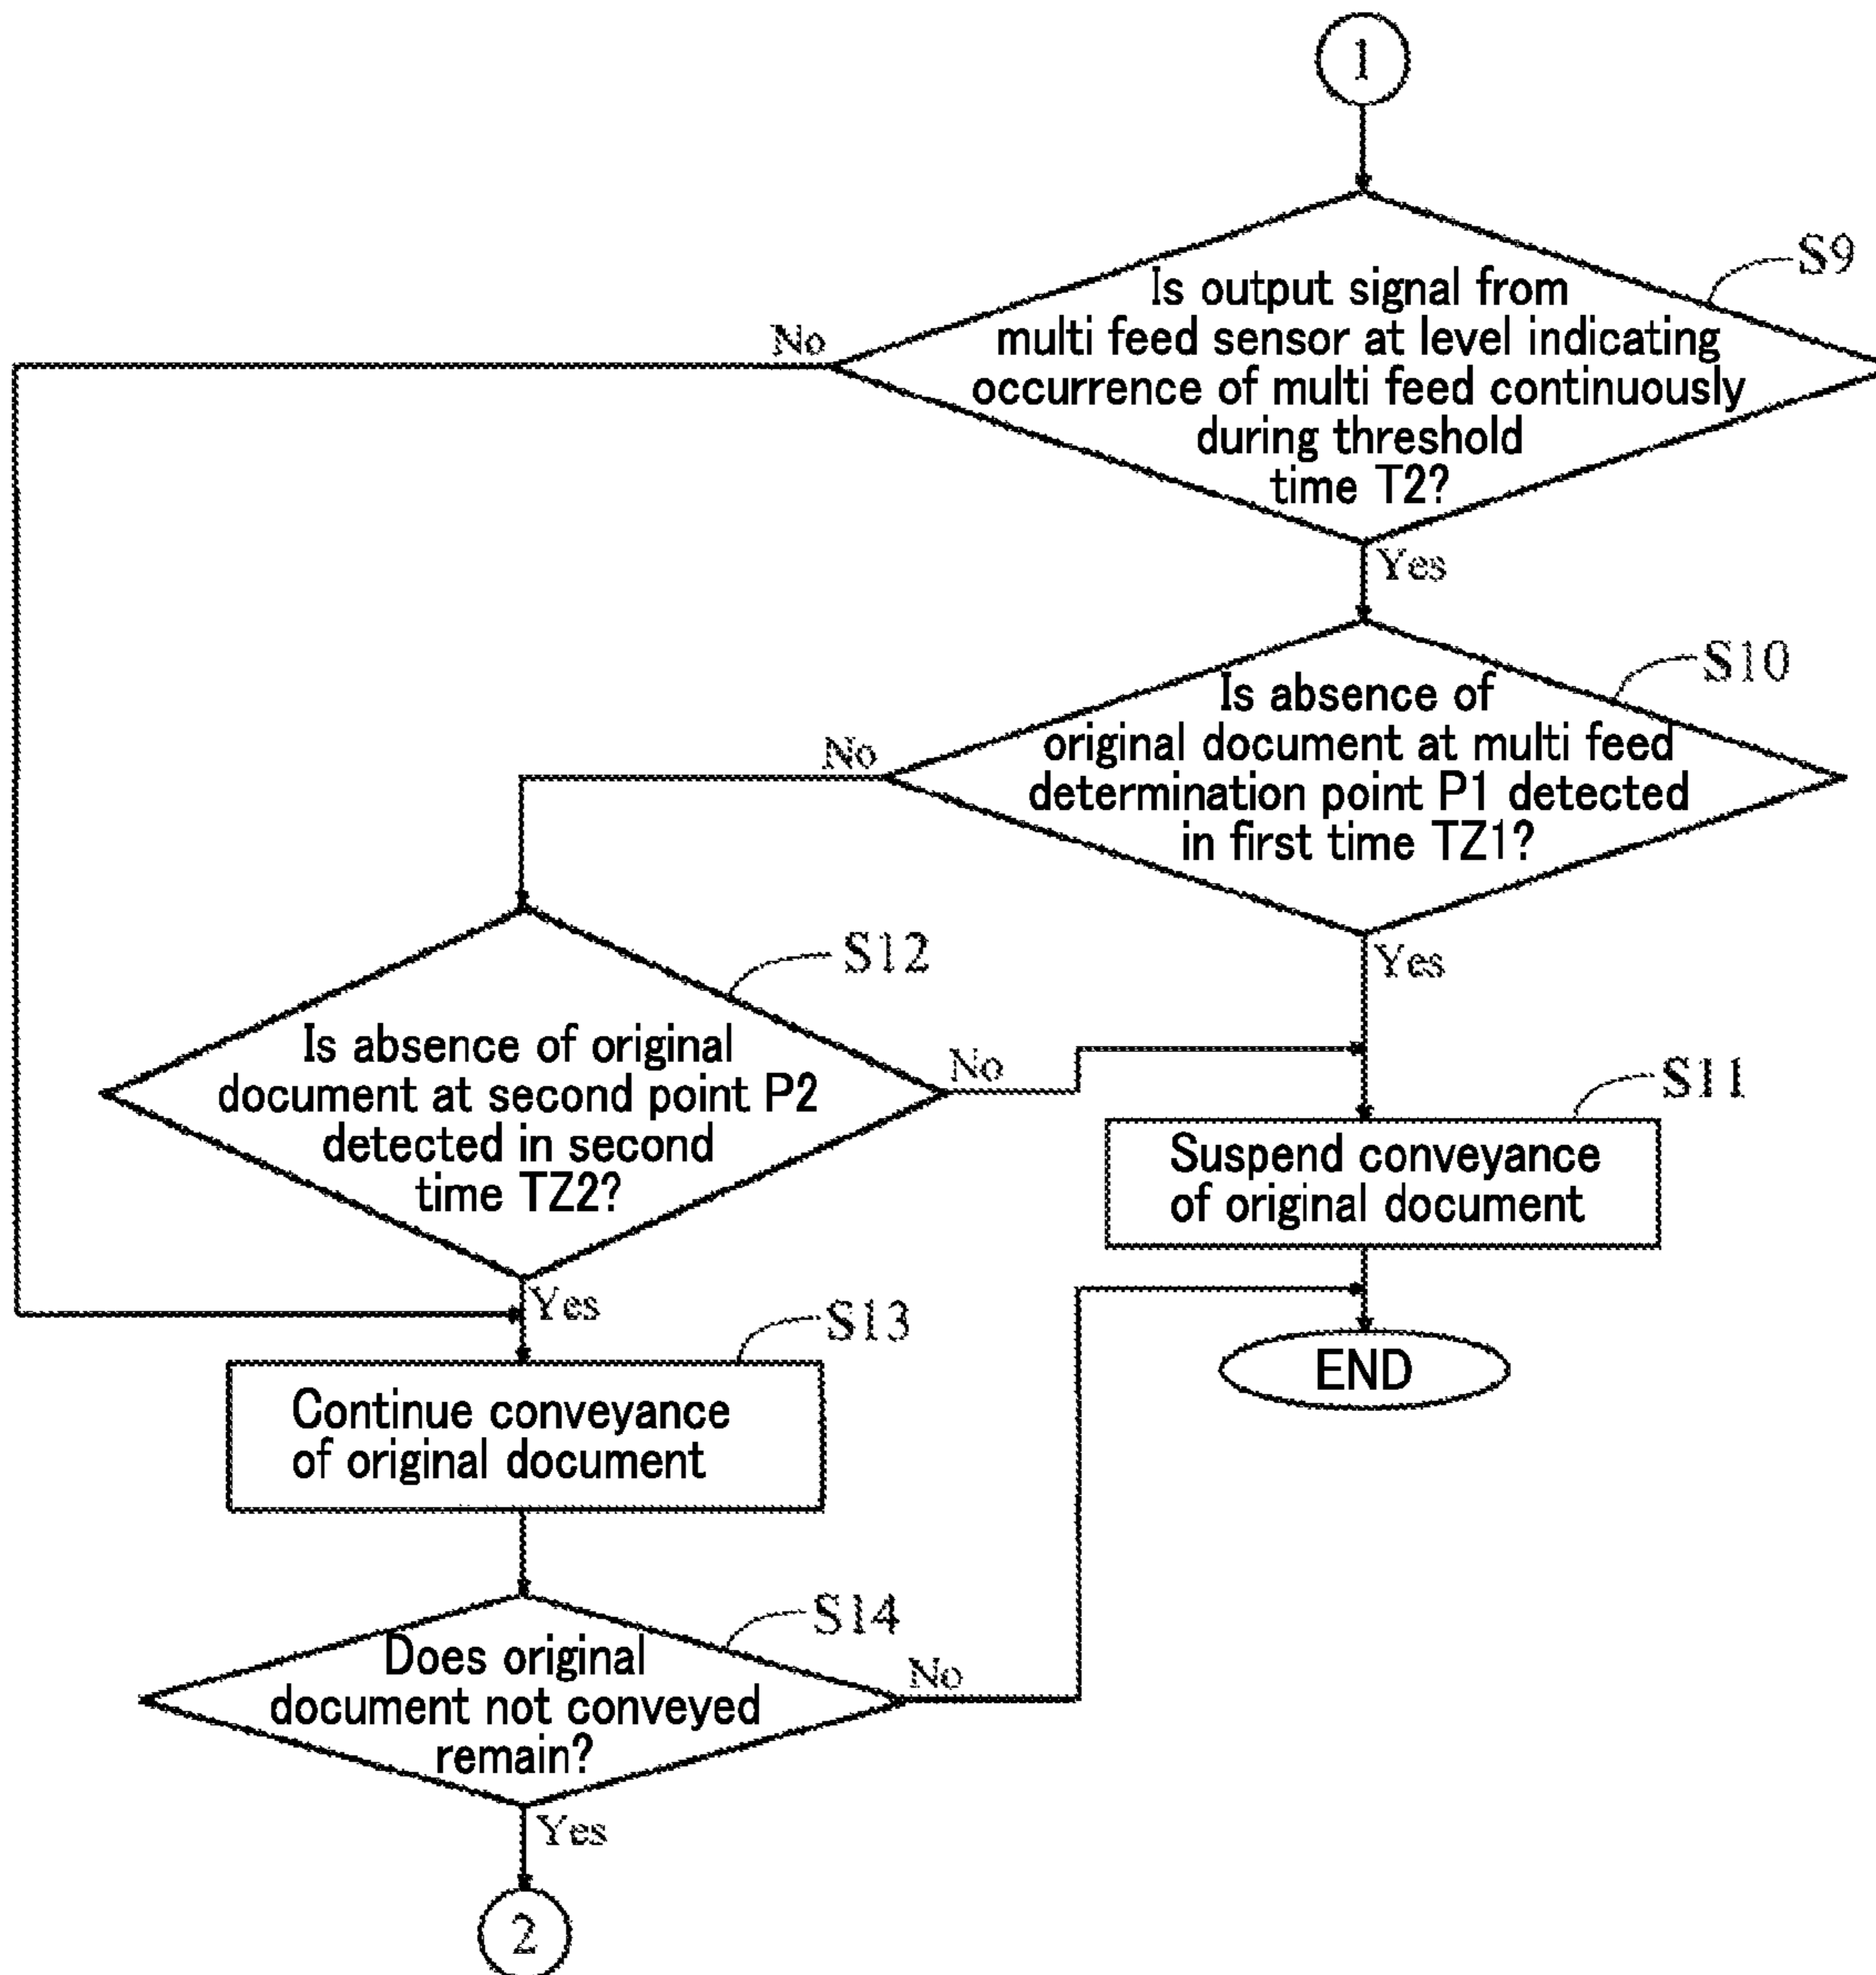 1
S9
Is output signal from
multi feed sensor at level indicating
occurrence of multi feed continuously
during threshold
time T2?
No
Yes
S10
Is absence of
original document at multi feed
determination point P1 detected
in first time TZ1?
No
Yes
S12
Is absence of original
document at second point P2
detected in second
time TZ2?
No
Yes
S11
Suspend conveyance
of original document
END
S13
Continue conveyance
of original document
S14
Does original
document not conveyed
remain?
No
Yes
2